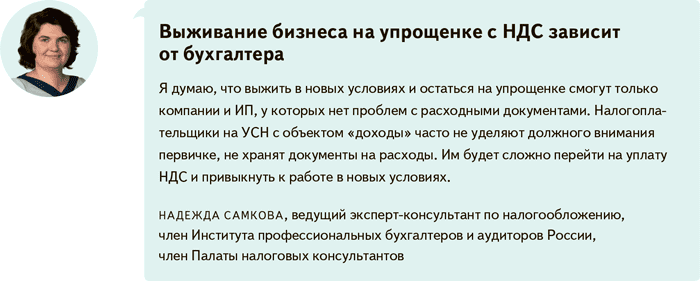 Выживание бизнеса на упрощенке с НДС зависит
от бухгалтера
Я думаю, что выжить в новых условиях и остаться на упрощенке смогут только
компании и ИП, у которых нет проблем с расходными документами. Налогопла-
тельщики на УСН с объектом «доходы» часто не уделяют должного внимания
первичке, не хранят документы на расходы. Им будет сложно перейти на уплату
НДС и привыкнуть к работе в новых условиях.
НАДЕЖДА САМКОВА, ведущий эксперт-консультант по налогообложению,
член Института профессиональных бухгалтеров и аудиторов России,
член Палаты налоговых консультантов